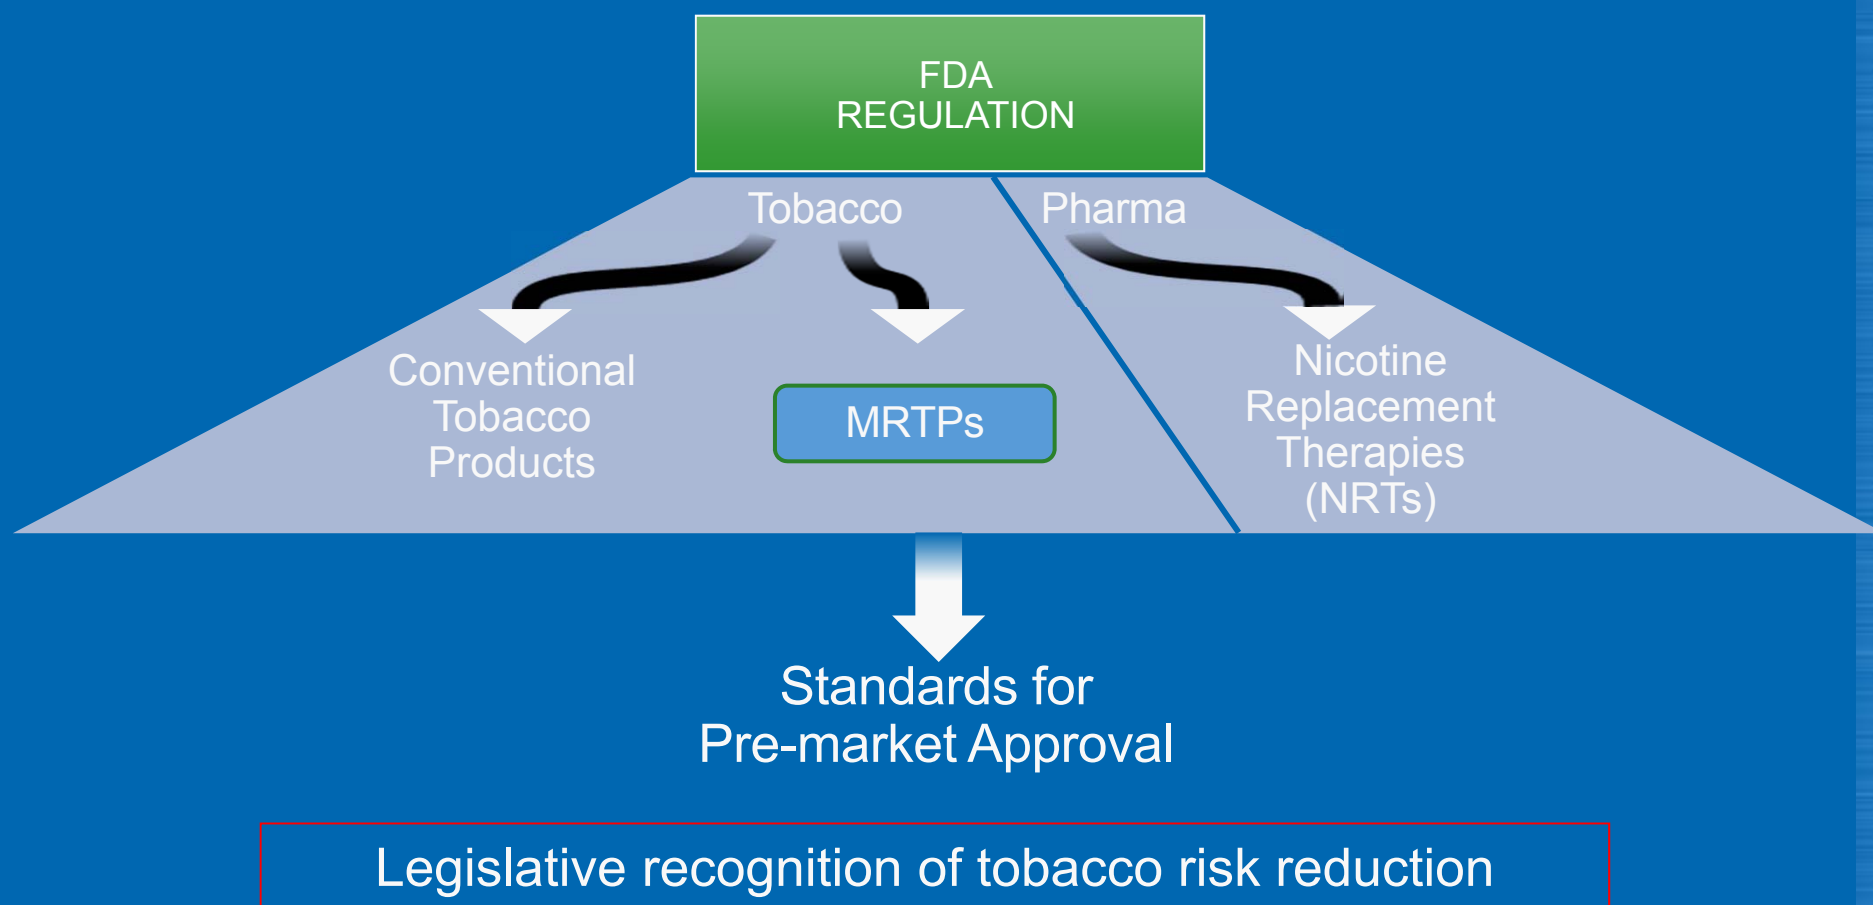 FDA
REGULATION
Tobacco
Pharma
Conventional
Tobacco
Products
MRTPs
Nicotine
Replacement
Therapies
(NRTs)
Standards for
Pre-market Approval
Legislative recognition of tobacco risk reduction